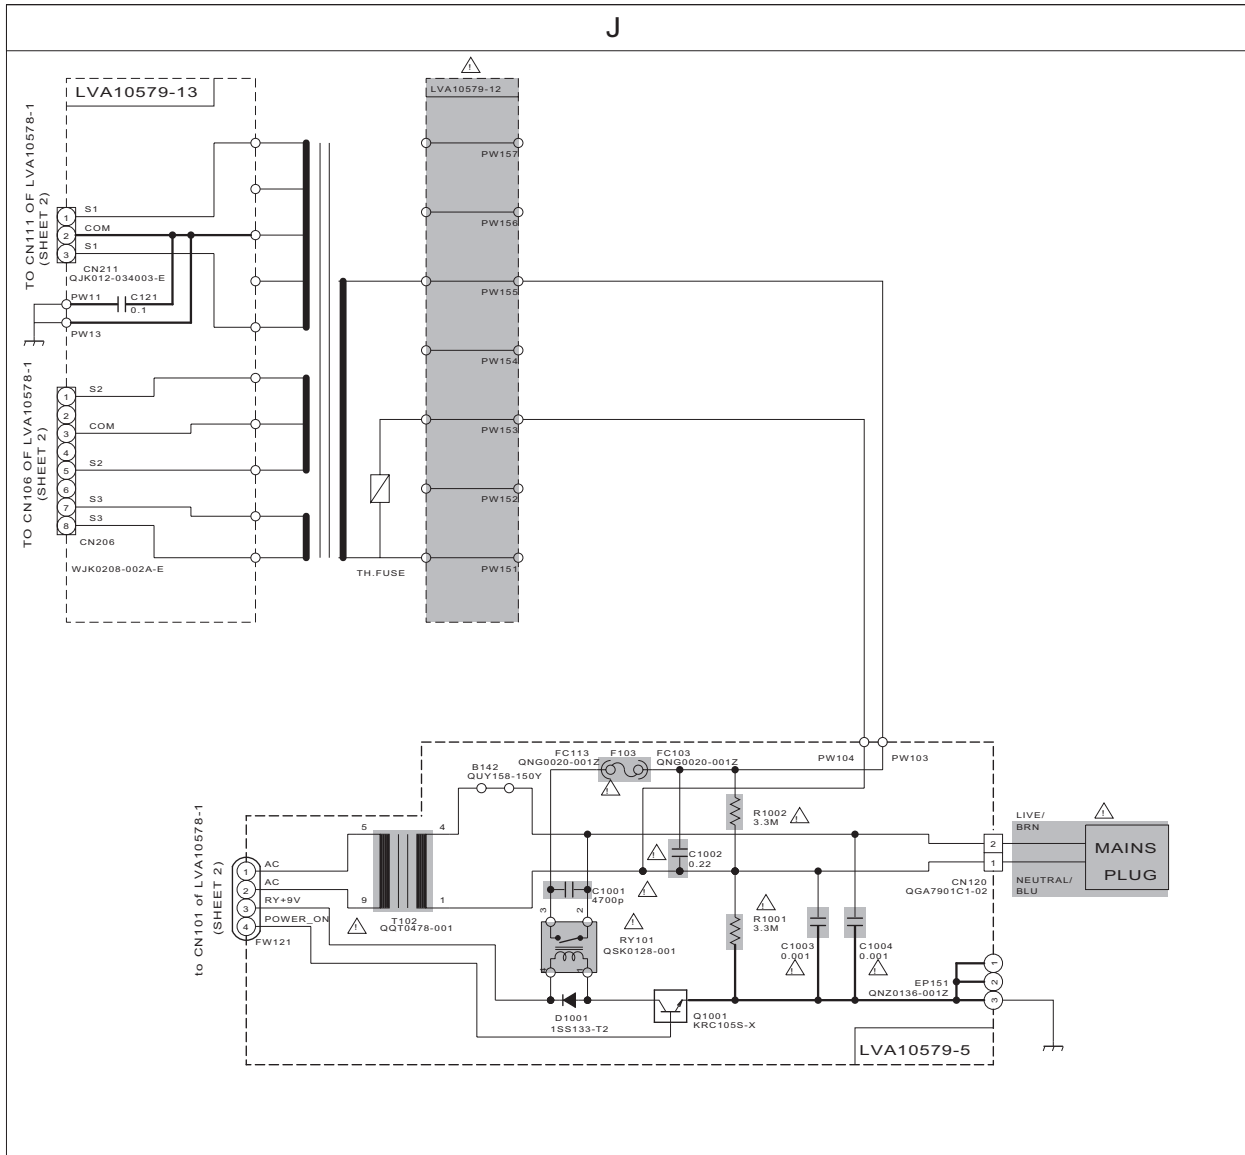 J
LVA10579-13
LVA10579-12
TO CN111 OF LVA10578-1
(SHEET 2)
1
2
3
S1
COM
S1
CN211
QJK012-034003-E
PW11
C121
0.1
PW13
TO CN106 OF LVA10578-1
(SHEET 2)
1
2
3
4
5
6
7
8
S2
COM
S2
S3
S3
CN206
WJK0208-002A-E
TH.FUSE
PW157
PW156
PW155
PW154
PW153
PW152
PW151
!
PW104
PW103
FC113
QNG0020-001Z
F103
FC103
QNG0020-001Z
!
B142
QUY158-150Y
R1002
3.3M
!
C1002
0.22
!
!
C1001
4700p
R1001
3.3M
!
C1003
0.001
!
C1004
0.001
!
to CN101 of LVA10578-1
(SHEET 2)
1
2
3
4
AC
AC
RY+9V
POWER_ON
FW121
5
4
9
1
T102
QQT0478-001
!
3
2
4
1
RY101
QSK0128-001
!
D1001
1SS133-T2
Q1001
KRC105S-X
2
1
CN120
QGA7901C1-02
LIVE/
BRN
NEUTRAL/
BLU
!
MAINS
PLUG
EP151
QNZ0136-001Z
1
2
3
LVA10579-5